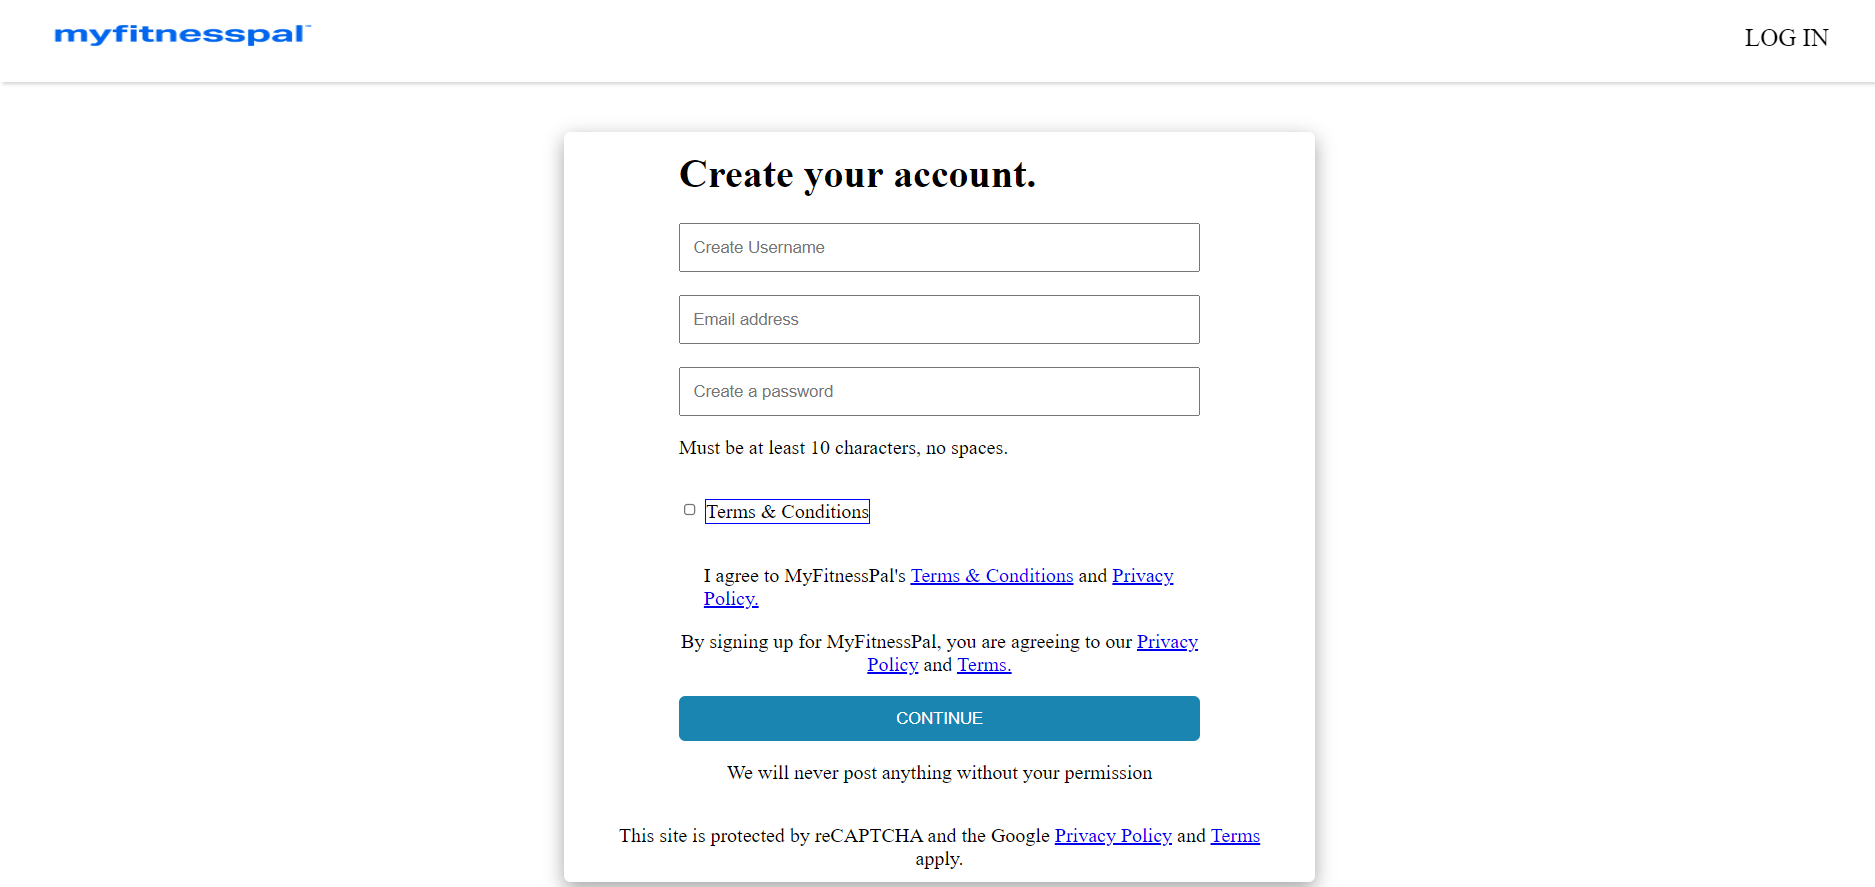 myfitnesspal™
LOG IN
Create your account.
Create Username
Email address
Create a password
Must be at least 10 characters, no spaces.
Terms & Conditions
I agree to MyFitnessPal's Terms & Conditions and Privacy
Policy.
By signing up for MyFitnessPal, you are agreeing to our Privacy
Policy and Terms.
CONTINUE
We will never post anything without your permission
This site is protected by reCAPTCHA and the Google Privacy Policy and Terms
apply.